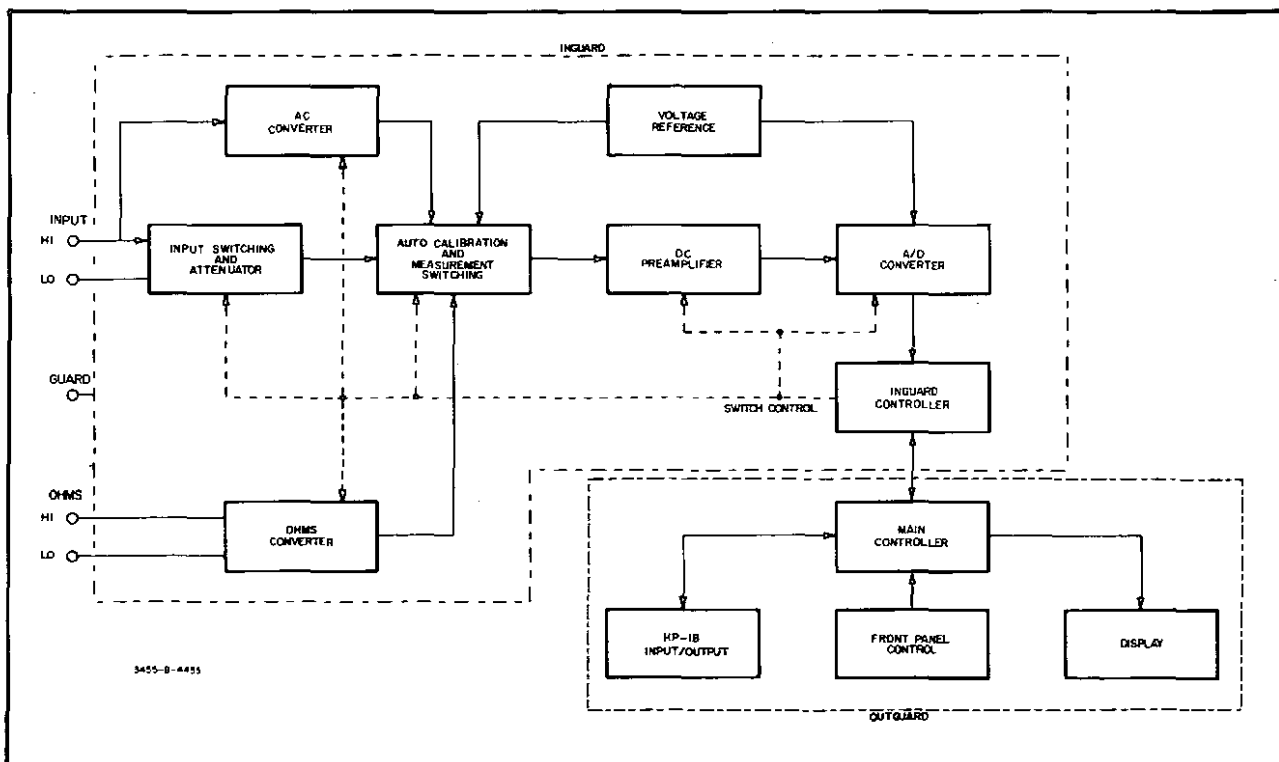 INGUARD
AC
CONVERTER
VOLTAGE
REFERENCE
INPUT
HI
LO
INPUT SWITCHING
AND
ATTENUATOR
AUTO CALIBRATION
AND
MEASUREMENT
SWITCHING
DC
PREAMPLIFIER
A/D
CONVERTER
GUARD
SWITCH CONTROL
INGUARD
CONTROLLER
OHMS
HI
LO
OHMS
CONVERTER
MAIN
CONTROLLER
HP-IB
INPUT/OUTPUT
FRONT PANEL
CONTROL
DISPLAY
3455-B-4455
OUTGUARD